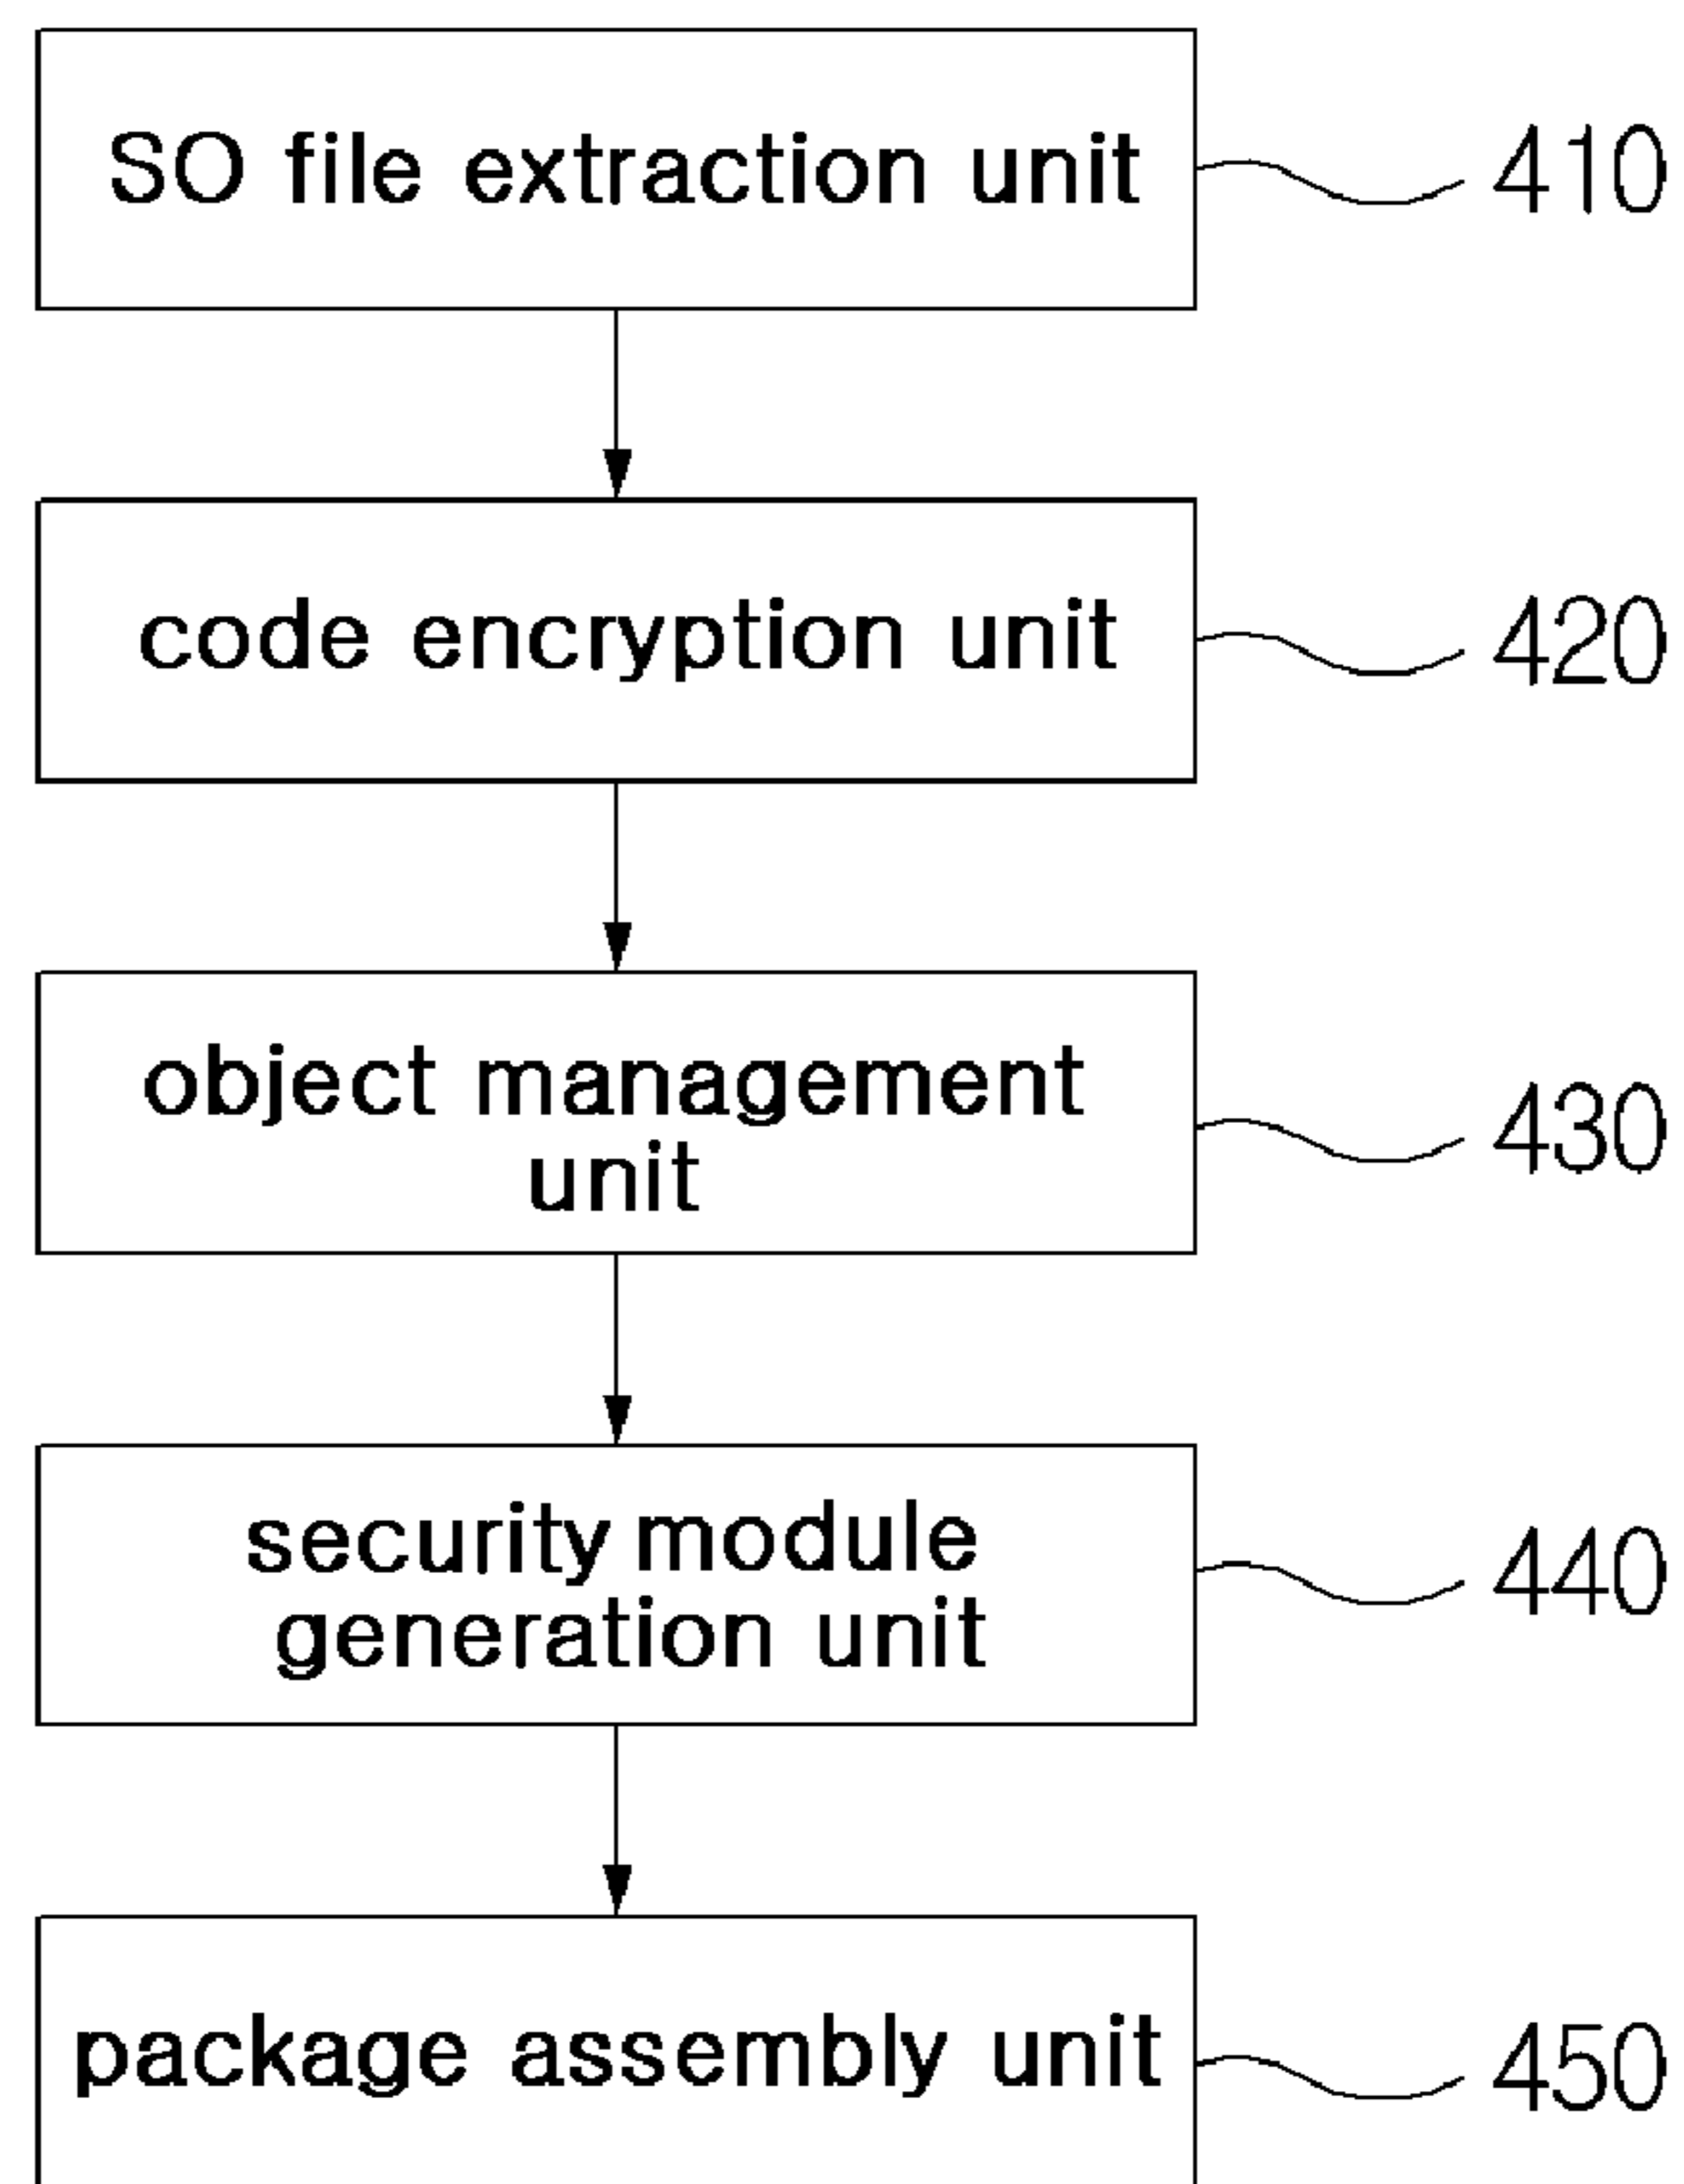 SO file extraction unit 410
code encryption unit 420
object management
unit
430
security module
generation unit
440
package assembly unit 450